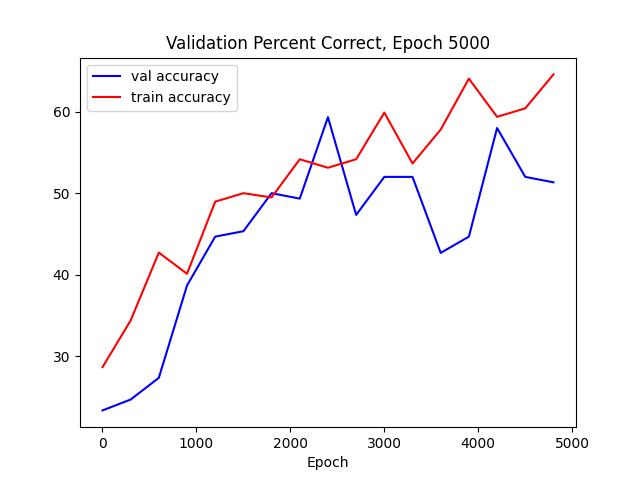 Validation Percent Correct, Epoch 5000
val accuracy
train accuracy
60
50
40
30
0 1000 2000 3000 4000 5000
Epoch